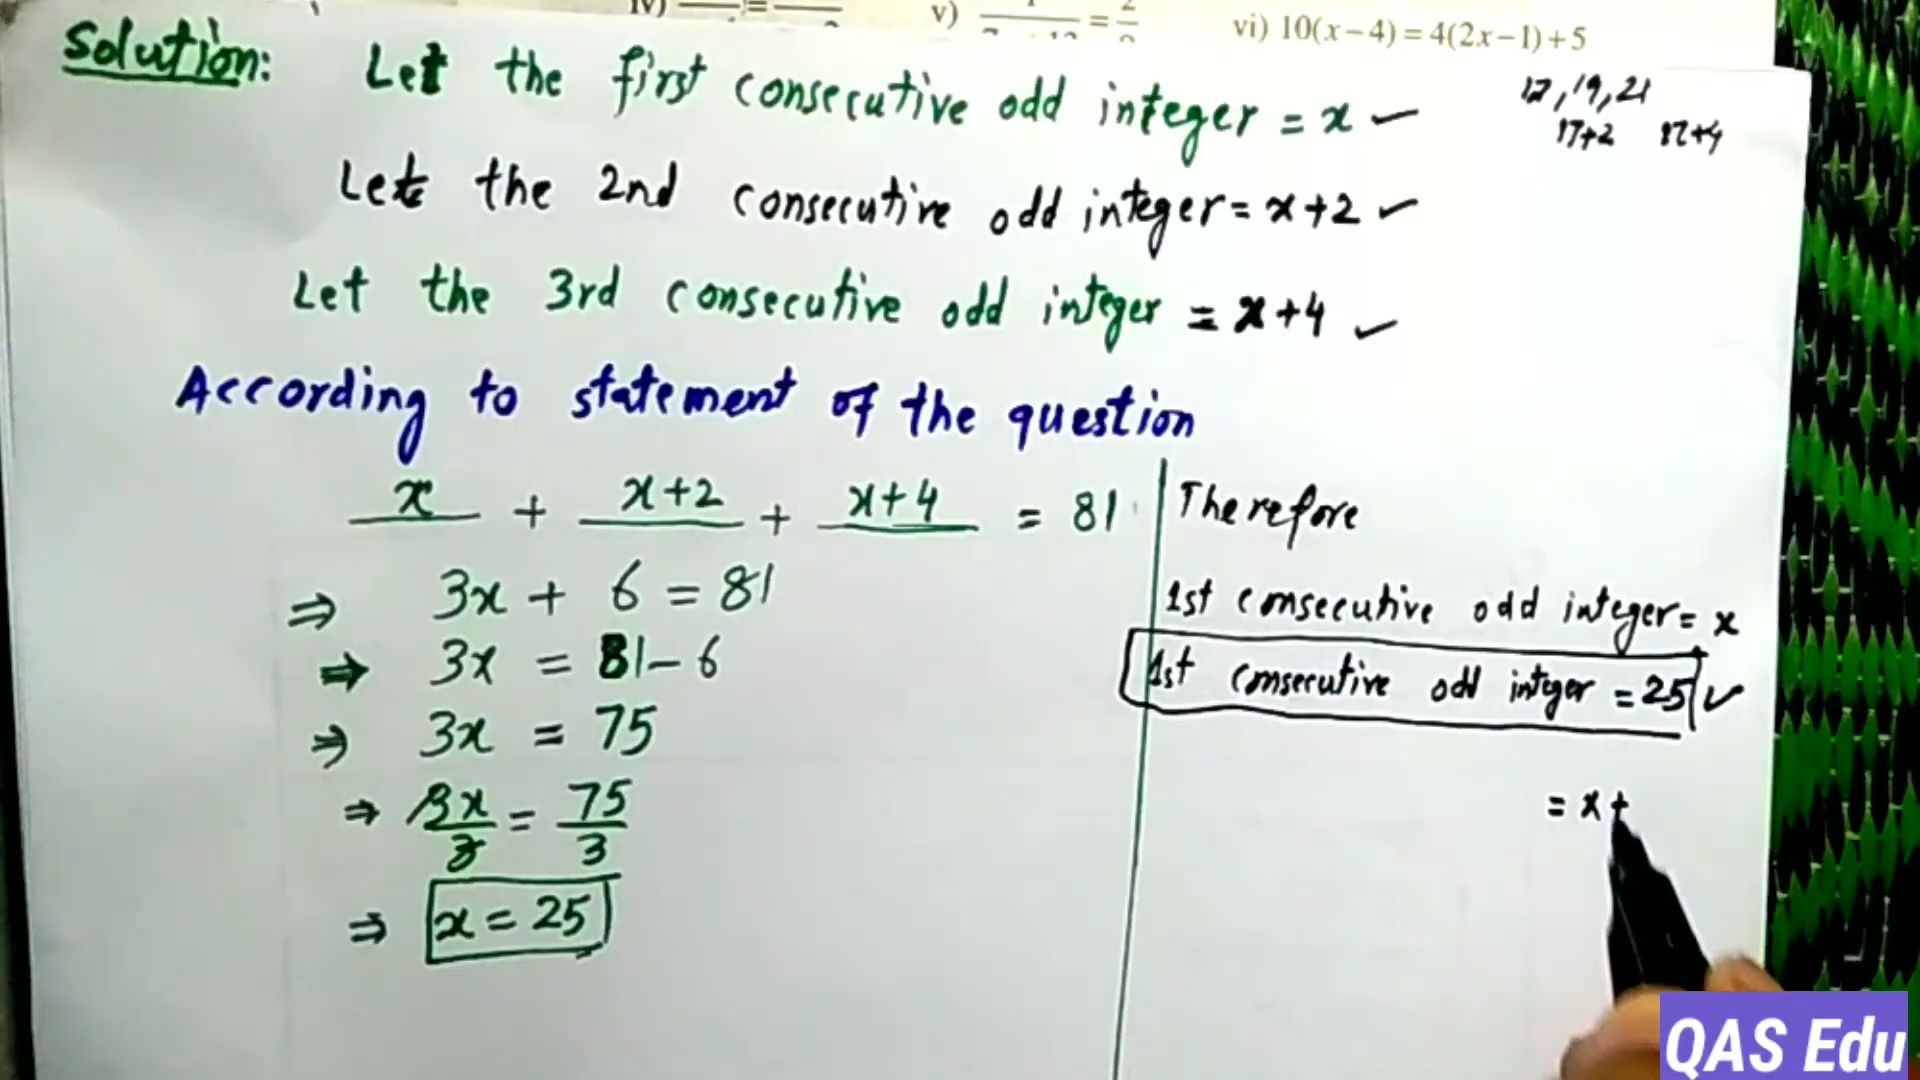 iv)
v) = 2
vi) 10(x−4) = 4(2x−1)+5
Solution: Let the first consecutive odd integer = x ✓
17, 19, 21
17+2 17+4
Let the 2nd consecutive odd integer = x+2 ✓
Let the 3rd consecutive odd integer = x+4 ✓
According to statement of the question
x + x+2 + x+4 = 81
⇒ 3x + 6 = 81
⇒ 3x = 81 − 6
⇒ 3x = 75
⇒ 3x/3 = 75/3
⇒ x = 25
Therefore
1st consecutive odd integer = x
1st consecutive odd integer = 25 ✓
= x +
QAS Edu